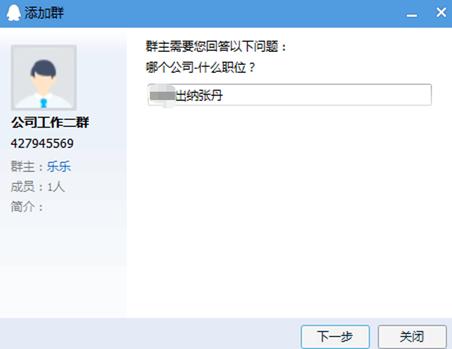 添加群
群主需要您回答以下问题：
哪个公司-什么职位？
出纳张丹
公司工作二群
427945569
群主：乐乐
成员：1人
简介：
下一步
关闭